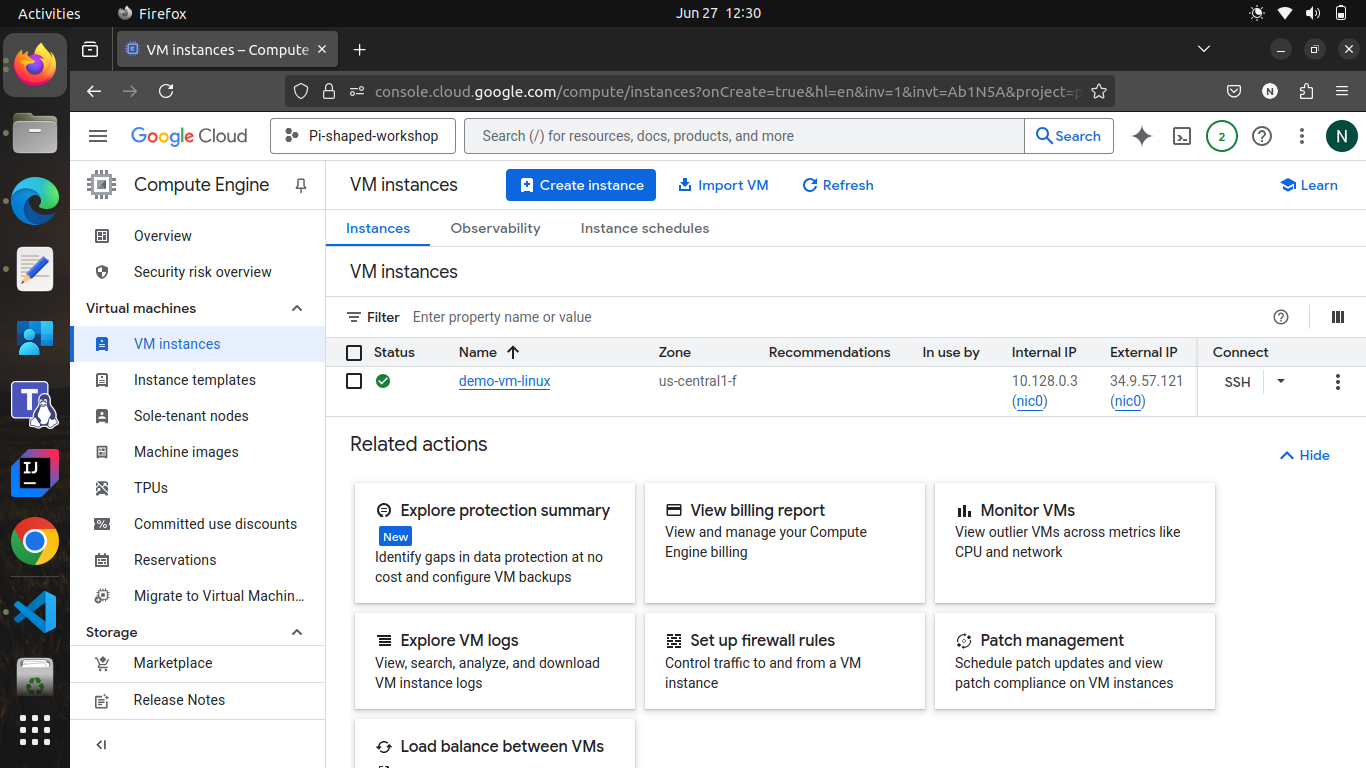 Activities
Firefox
Jun 27 12:30
VM instances – Compute
console.cloud.google.com/compute/instances?onCreate=true&hl=en&inv=1&invt=Ab1N5A&project=p
N
Google Cloud
Pi-shaped-workshop
Search (/) for resources, docs, products, and more
Search
2
N
Compute Engine
VM instances
Create instance
Import VM
Refresh
Learn
Overview
Security risk overview
Virtual machines
VM instances
Instance templates
Sole-tenant nodes
Machine images
TPUs
Committed use discounts
Reservations
Migrate to Virtual Machin...
Storage
Marketplace
Release Notes
Instances
Observability
Instance schedules
VM instances
Filter
Enter property name or value
Status
Name
Zone
Recommendations
In use by
Internal IP
External IP
Connect
demo-vm-linux
us-central1-f
10.128.0.3
(nic0)
34.9.57.121
(nic0)
SSH
Related actions
Hide
Explore protection summary
New
Identify gaps in data protection at no
cost and configure VM backups
View billing report
View and manage your Compute
Engine billing
Monitor VMs
View outlier VMs across metrics like
CPU and network
Explore VM logs
View, search, analyze, and download
VM instance logs
Set up firewall rules
Control traffic to and from a VM
instance
Patch management
Schedule patch updates and view
patch compliance on VM instances
Load balance between VMs
T
IJ